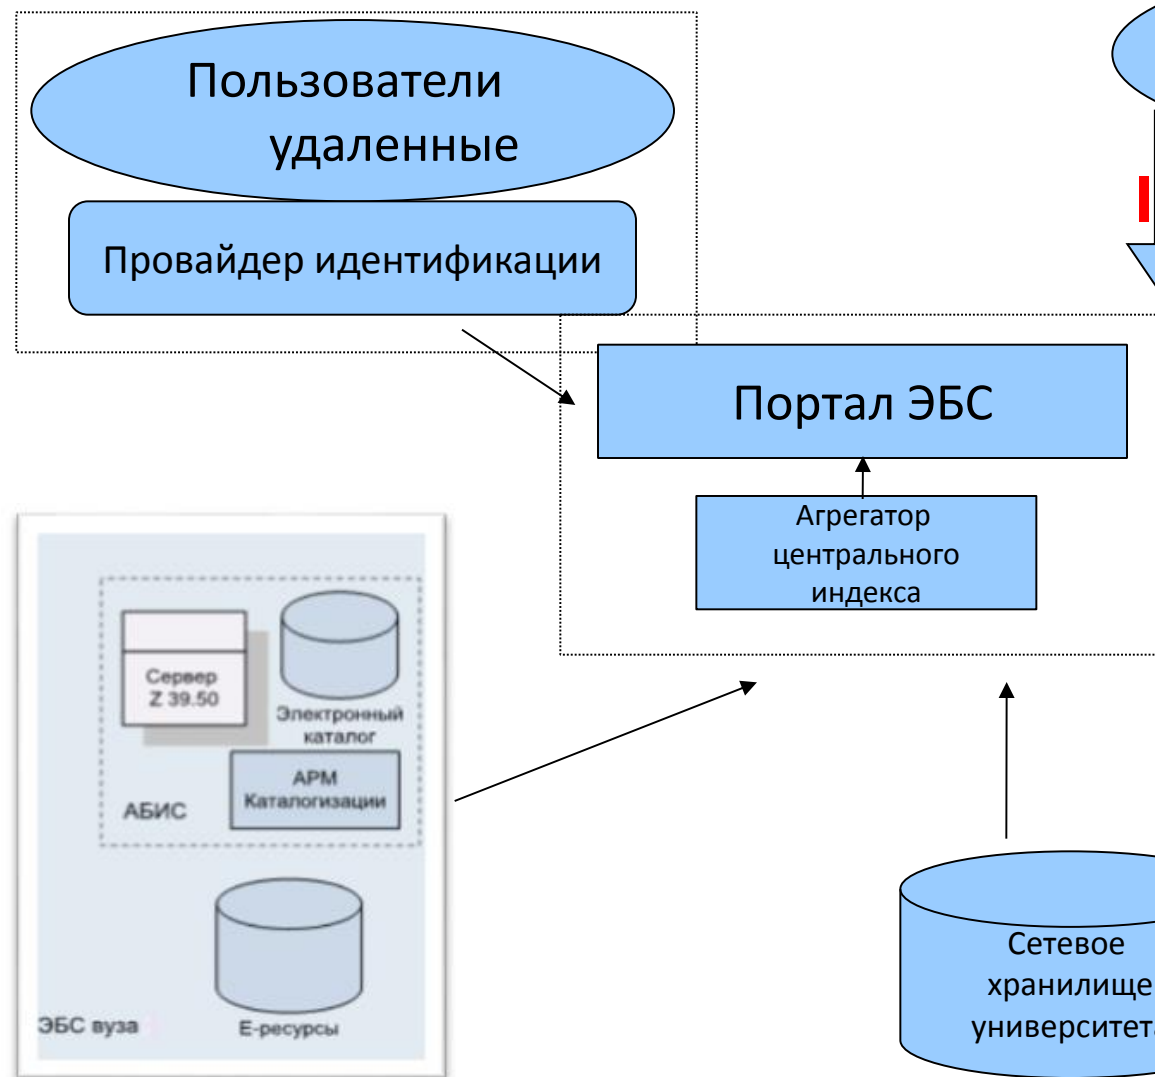 Пользователи
удаленные
Провайдер идентификации
Портал ЭБС
Агрегатор
центрального
индекса
Сервер
Z 39.50
Электронный
каталог
АРМ
Каталогизации
АБИС
ЭБС вуза
Е-ресурсы
Сетевое
хранилище
университета